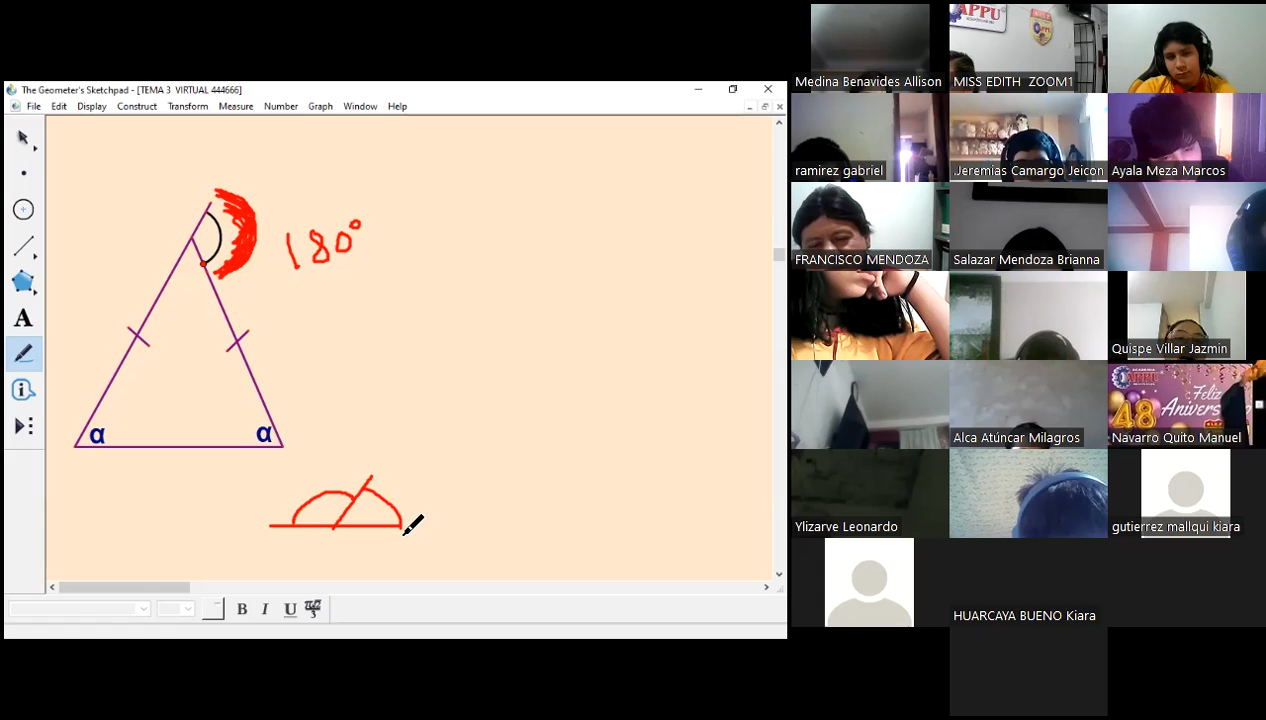 The Geometer's Sketchpad - [TEMA 3 VIRTUAL 444666]
File Edit Display Construct Transform Measure Number Graph Window Help
180°
α α
A
B I U
Medina Benavides Allison
MISS EDITH ZOOM1
APPU
ramirez gabriel
.Jeremias Camargo Jeicon
Ayala Meza Marcos
FRANCISCO MENDOZA
Salazar Mendoza Brianna
Quispe Villar Jazmin
Alca Atúncar Milagros
APPU
Feliz
48 Aniversario
Navarro Quito Manuel
Ylizarve Leonardo
gutierrez mallqui kiara
HUARCAYA BUENO Kiara